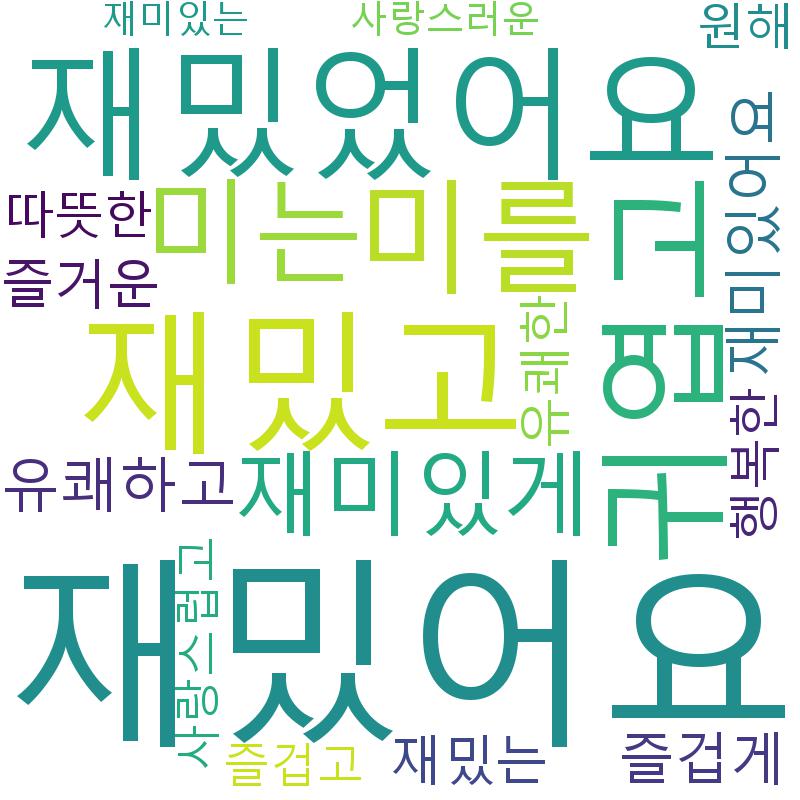 재미있는
사랑스러운
원해
재밌었어요
재미있어요
따뜻한
미는
미를
귀엽고
즐거운
재밌고
유쾌한
행복한
유쾌하고
재미있게
재밌어요
사랑스럽고
즐겁고
재밌는
즐겁게